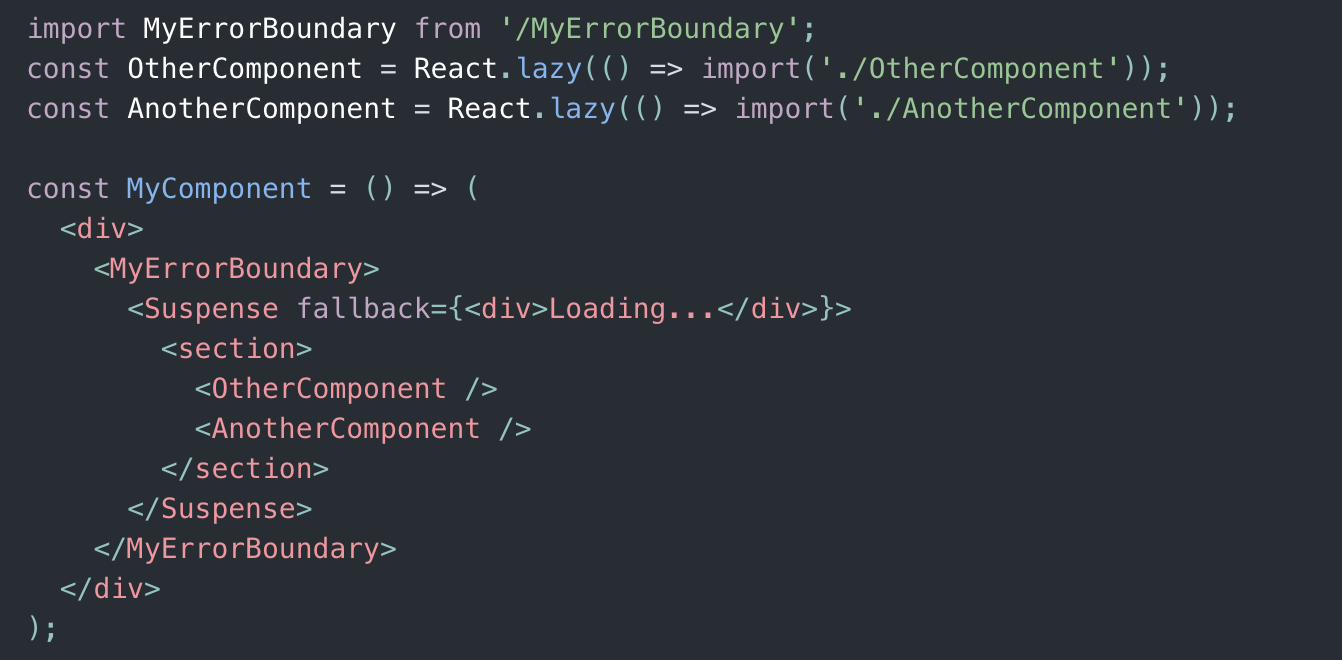 import MyErrorBoundary from '/MyErrorBoundary';
const OtherComponent = React.lazy(() => import('./OtherComponent'));
const AnotherComponent = React.lazy(() => import('./AnotherComponent'));

const MyComponent = () => (
  <div>
    <MyErrorBoundary>
      <Suspense fallback={<div>Loading...</div>}>
        <section>
          <OtherComponent />
          <AnotherComponent />
        </section>
      </Suspense>
    </MyErrorBoundary>
  </div>
);